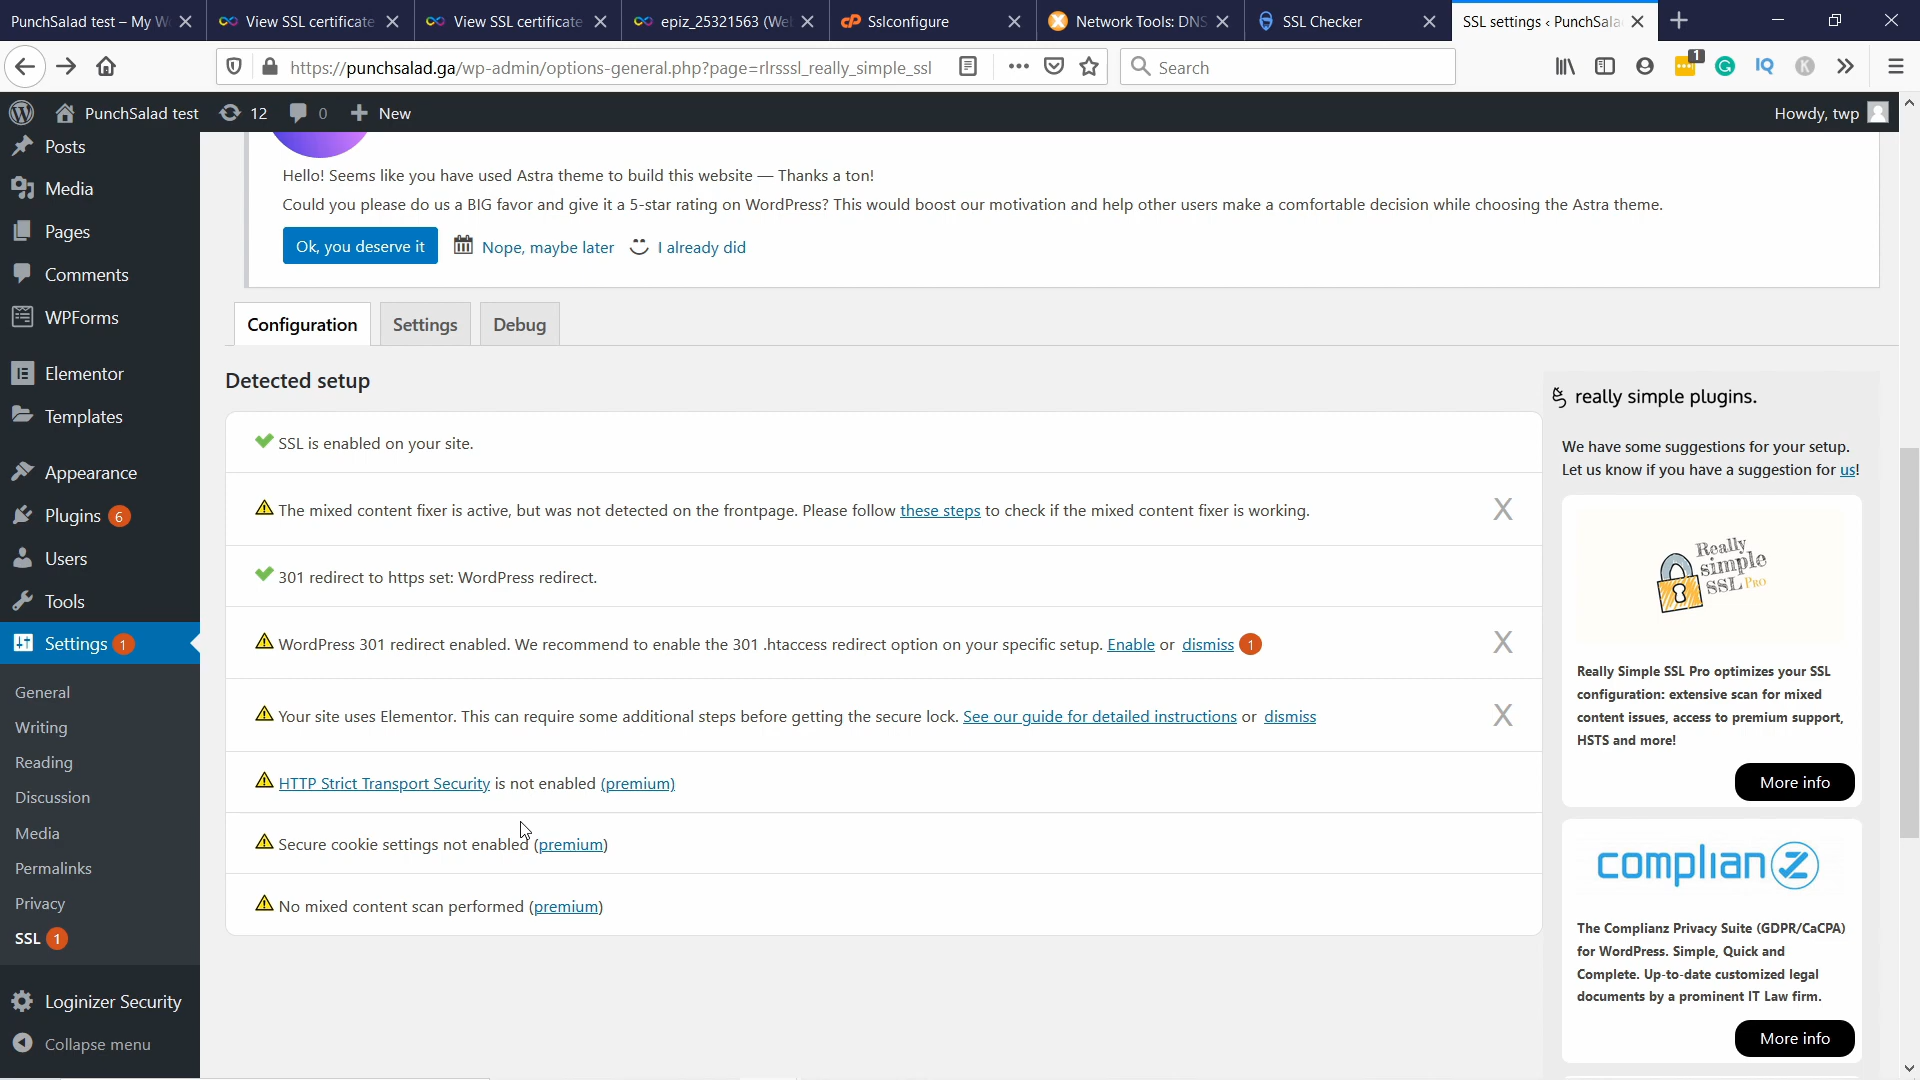 PunchSalad test – My W
View SSL certificate
View SSL certificate
epiz_25321563 (We
cP Sslconfigure
Network Tools: DNS
SSL Checker
SSL settings ‹ PunchSala
https://punchsalad.ga/wp-admin/options-general.php?page=rlrsssl_really_simple_ssl
Search
1
IQ
K
PunchSalad test
12
0
New
Howdy, twp
Posts
Media
Pages
Comments
WPForms
Elementor
Templates
Appearance
Plugins 6
Users
Tools
Settings 1
General
Writing
Reading
Discussion
Media
Permalinks
Privacy
SSL 1
Loginizer Security
Collapse menu
Hello! Seems like you have used Astra theme to build this website — Thanks a ton!
Could you please do us a BIG favor and give it a 5-star rating on WordPress? This would boost our motivation and help other users make a comfortable decision while choosing the Astra theme.
Ok, you deserve it
Nope, maybe later
I already did
Configuration
Settings
Debug
Detected setup
SSL is enabled on your site.
The mixed content fixer is active, but was not detected on the frontpage. Please follow these steps to check if the mixed content fixer is working.
X
301 redirect to https set: WordPress redirect.
WordPress 301 redirect enabled. We recommend to enable the 301 .htaccess redirect option on your specific setup. Enable or dismiss 1
X
Your site uses Elementor. This can require some additional steps before getting the secure lock. See our guide for detailed instructions or dismiss
X
HTTP Strict Transport Security is not enabled (premium)
Secure cookie settings not enabled (premium)
No mixed content scan performed (premium)
really simple plugins.
We have some suggestions for your setup.
Let us know if you have a suggestion for us!
Really
simple
SSL Pro
Really Simple SSL Pro optimizes your SSL
configuration: extensive scan for mixed
content issues, access to premium support,
HSTS and more!
More info
complianz
The Complianz Privacy Suite (GDPR/CaCPA)
for WordPress. Simple, Quick and
Complete. Up-to-date customized legal
documents by a prominent IT Law firm.
More info